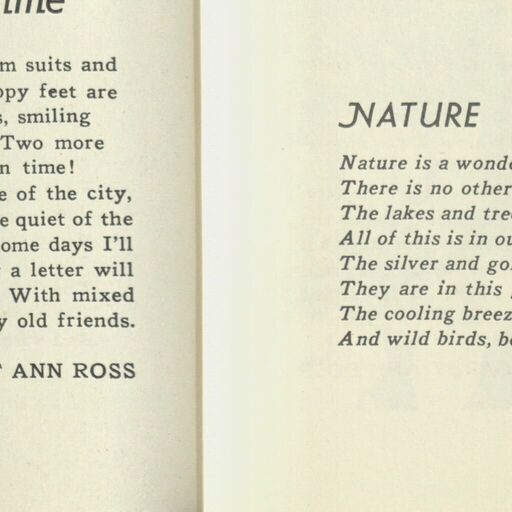 time
m suits and
ppy feet are
s, smiling
Two more
n time!
e of the city,
e quiet of the
ome days I'll
a letter will
With mixed
y old friends.
ANN ROSS
NATURE
Nature is a wond
There is no other
The lakes and tre
All of this is in ou
The silver and gol
They are in this
The cooling breez
And wild birds, b